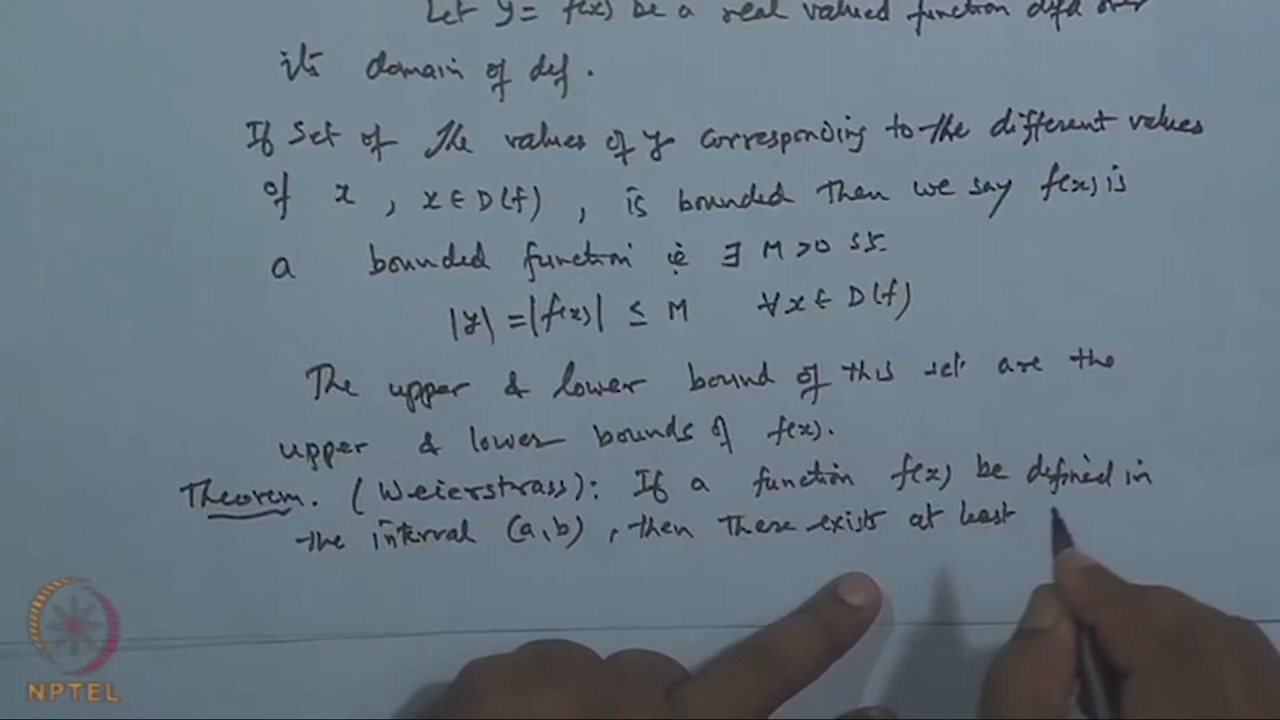 Let y = f(x) be a real valued function defd over
its domain of def.
If Set of the values of y corresponding to the different values
of x, x ∈ D(f), is bounded then we say f(x) is
a bounded function ie ∃ M > 0 st
|y| = |f(x)| ≤ M ∀ x ∈ D(f)
The upper & lower bound of this set are the
upper & lower bounds of f(x).
Theorem. (Weierstrass): If a function f(x) be defined in
the interval (a, b), then there exists at least
NPTEL